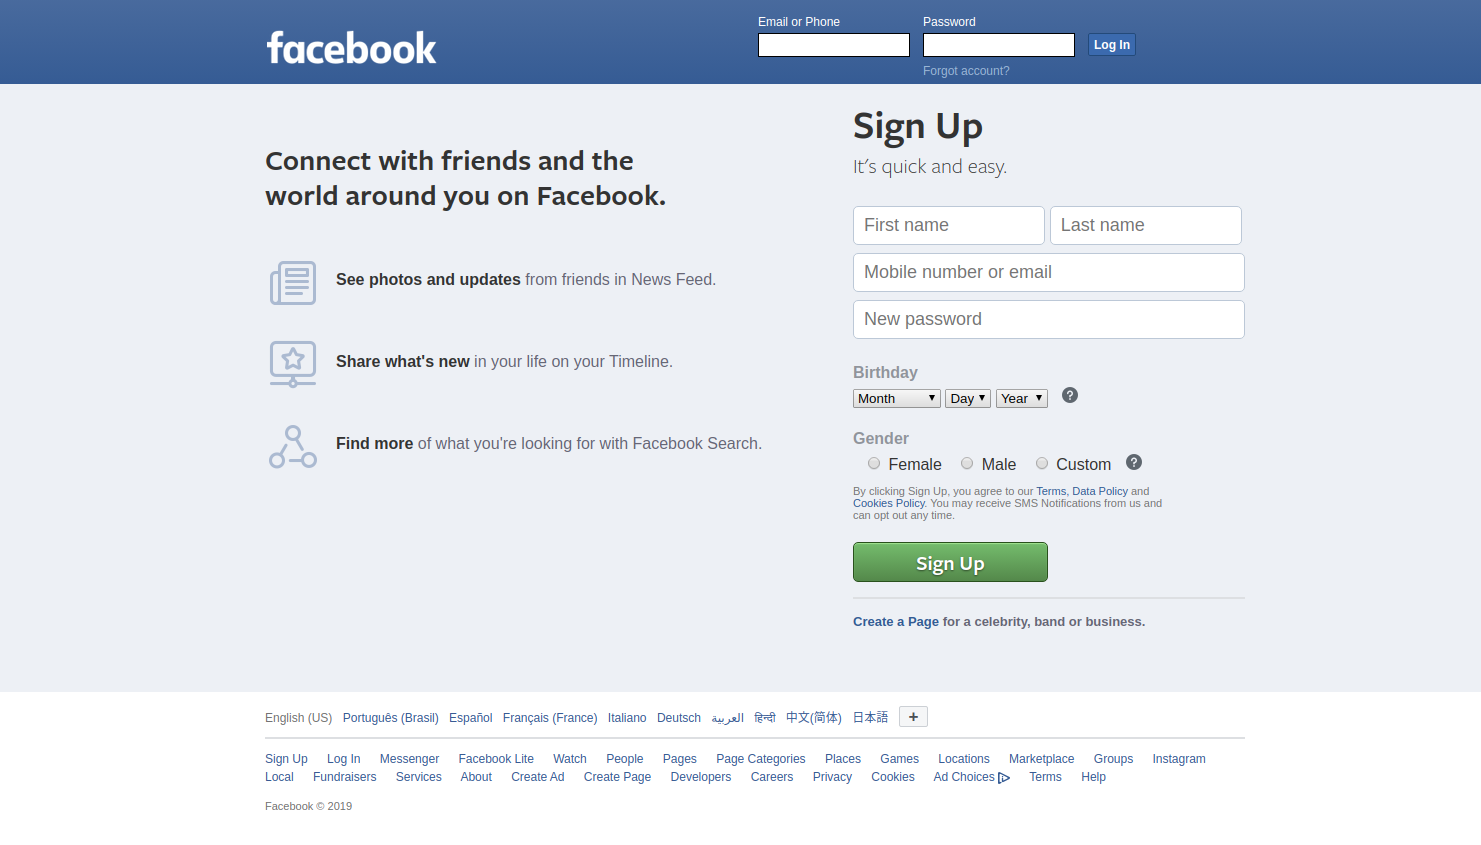 facebook
Email or Phone
Password
Log In
Forgot account?
Connect with friends and the
world around you on Facebook.
See photos and updates from friends in News Feed.
Share what's new in your life on your Timeline.
Find more of what you're looking for with Facebook Search.
Sign Up
It's quick and easy.
First name Last name
Mobile number or email
New password
Birthday
Month Day Year ?
Gender
Female Male Custom ?
By clicking Sign Up, you agree to our Terms, Data Policy and
Cookies Policy. You may receive SMS Notifications from us and
can opt out any time.
Sign Up
Create a Page for a celebrity, band or business.
English (US) Português (Brasil) Español Français (France) Italiano Deutsch العربية हिन्दी 中文(简体) 日本語 +
Sign Up Log In Messenger Facebook Lite Watch People Pages Page Categories Places Games Locations Marketplace Groups Instagram
Local Fundraisers Services About Create Ad Create Page Developers Careers Privacy Cookies Ad Choices Terms Help
Facebook © 2019